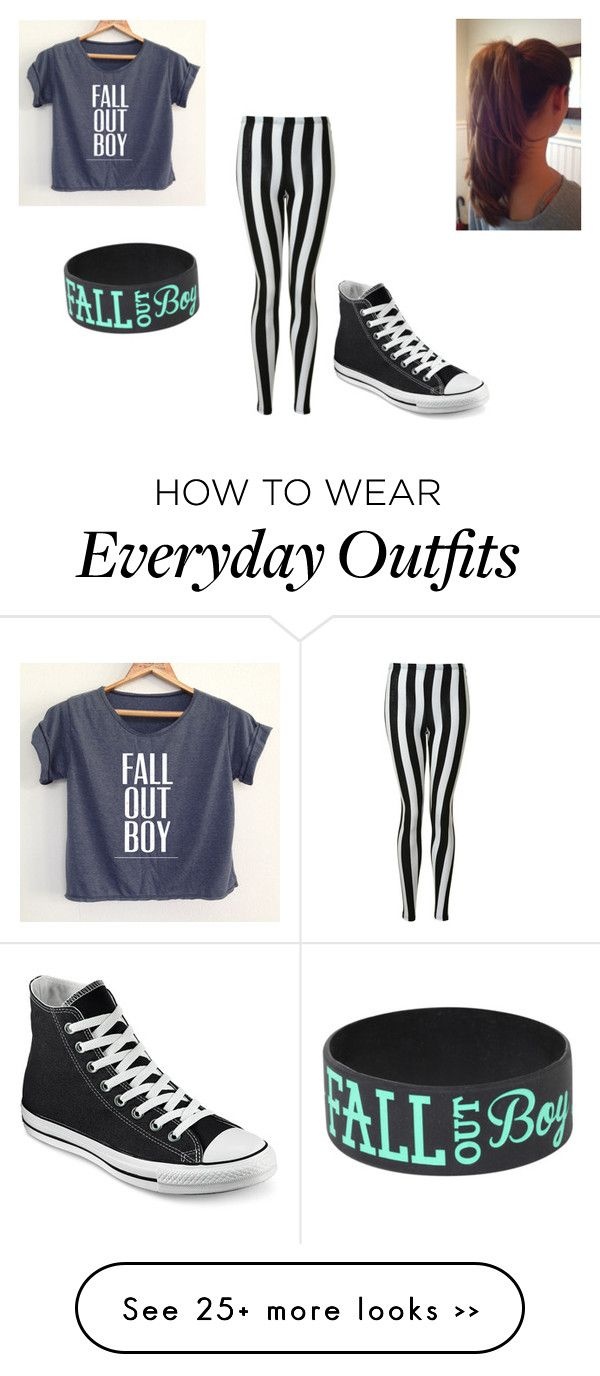 FALL
OUT
BOY
FALL OUT Boy
HOW TO WEAR
Everyday Outfits
FALL
OUT
BOY
FALL OUT Boy
See 25+ more looks >>